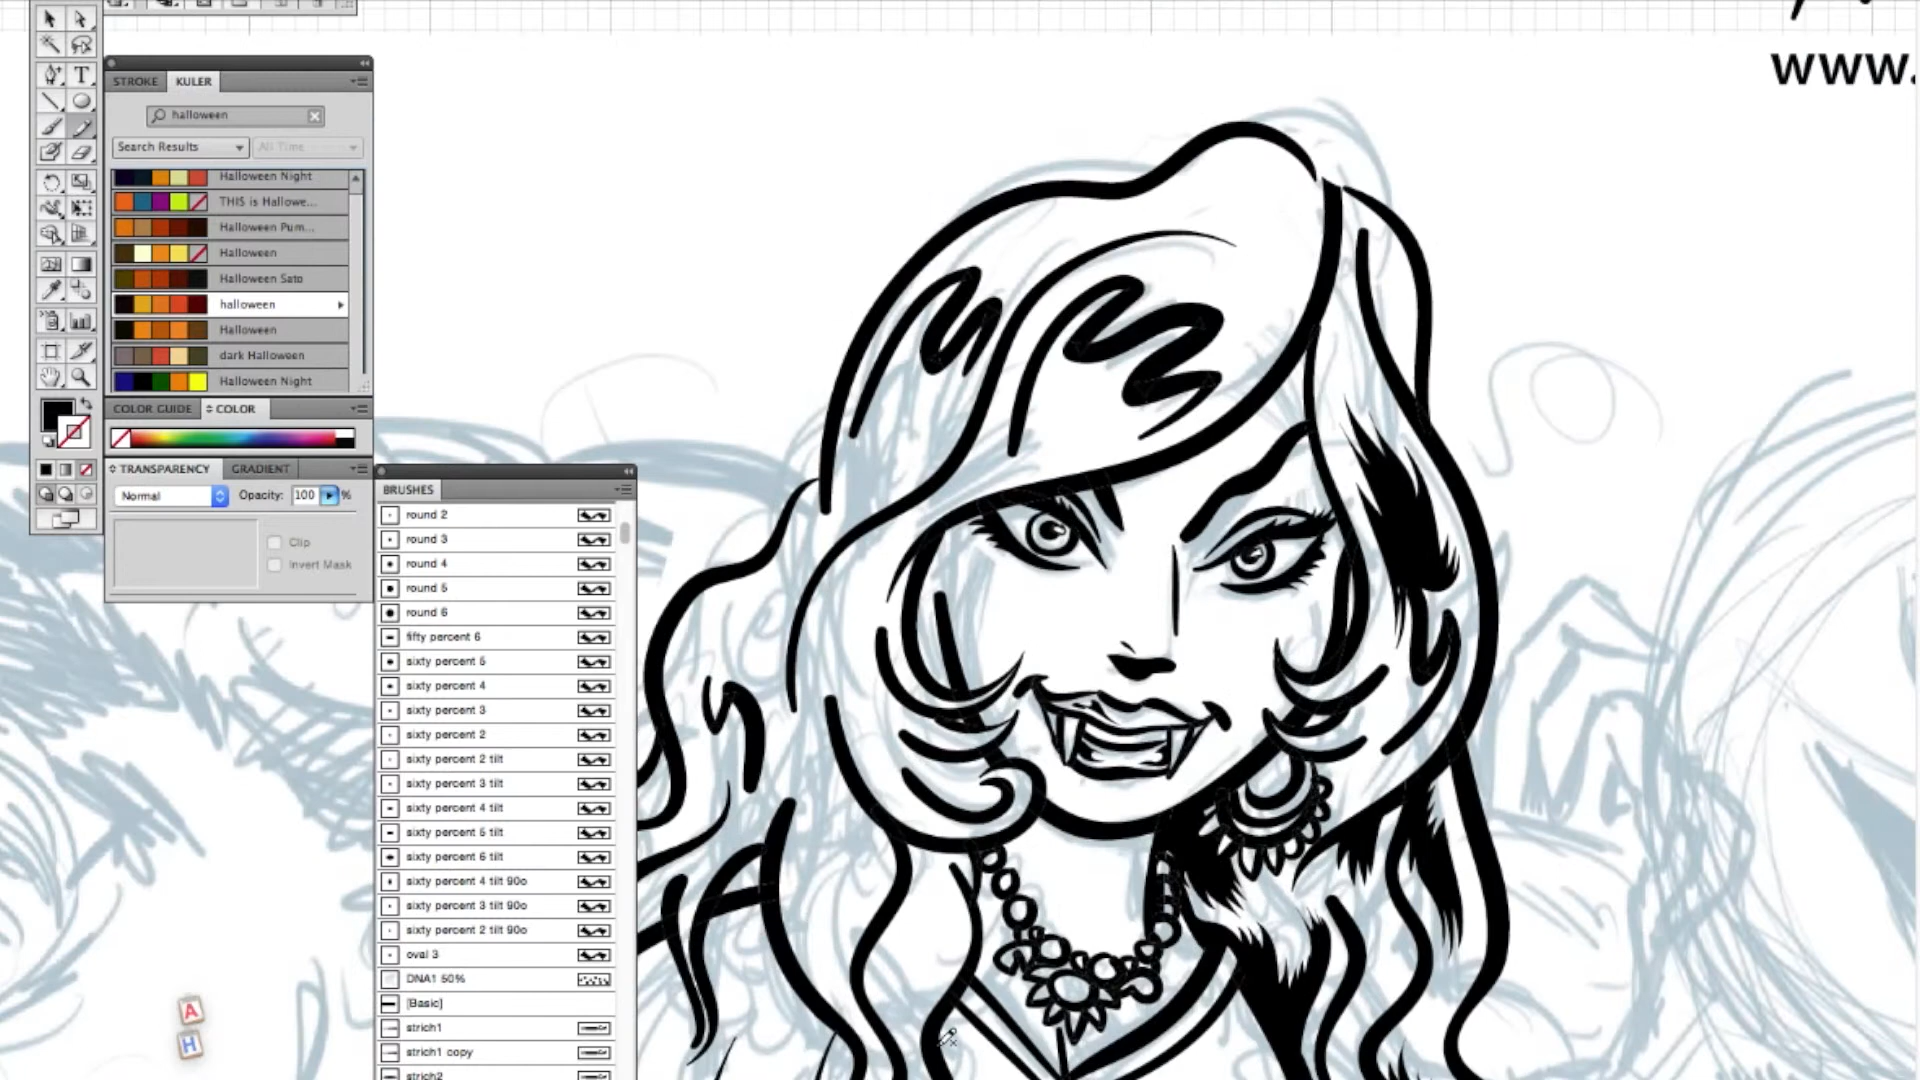 www.
STROKE KULER
halloween
Search Results All Time
Halloween Night
THIS is Hallowe...
Halloween Pum...
Halloween
Halloween Sato
halloween
Halloween
dark Halloween
Halloween Night
COLOR GUIDE COLOR
TRANSPARENCY GRADIENT
Normal Opacity: 100 %
Clip
Invert Mask
BRUSHES
round 2
round 3
round 4
round 5
round 6
fifty percent 6
sixty percent 5
sixty percent 4
sixty percent 3
sixty percent 2
sixty percent 2 tilt
sixty percent 3 tilt
sixty percent 4 tilt
sixty percent 5 tilt
sixty percent 6 tilt
sixty percent 4 tilt 90o
sixty percent 3 tilt 90o
sixty percent 2 tilt 90o
oval 3
DNA1 50%
[Basic]
strich1
strich1 copy
strich2
A
H